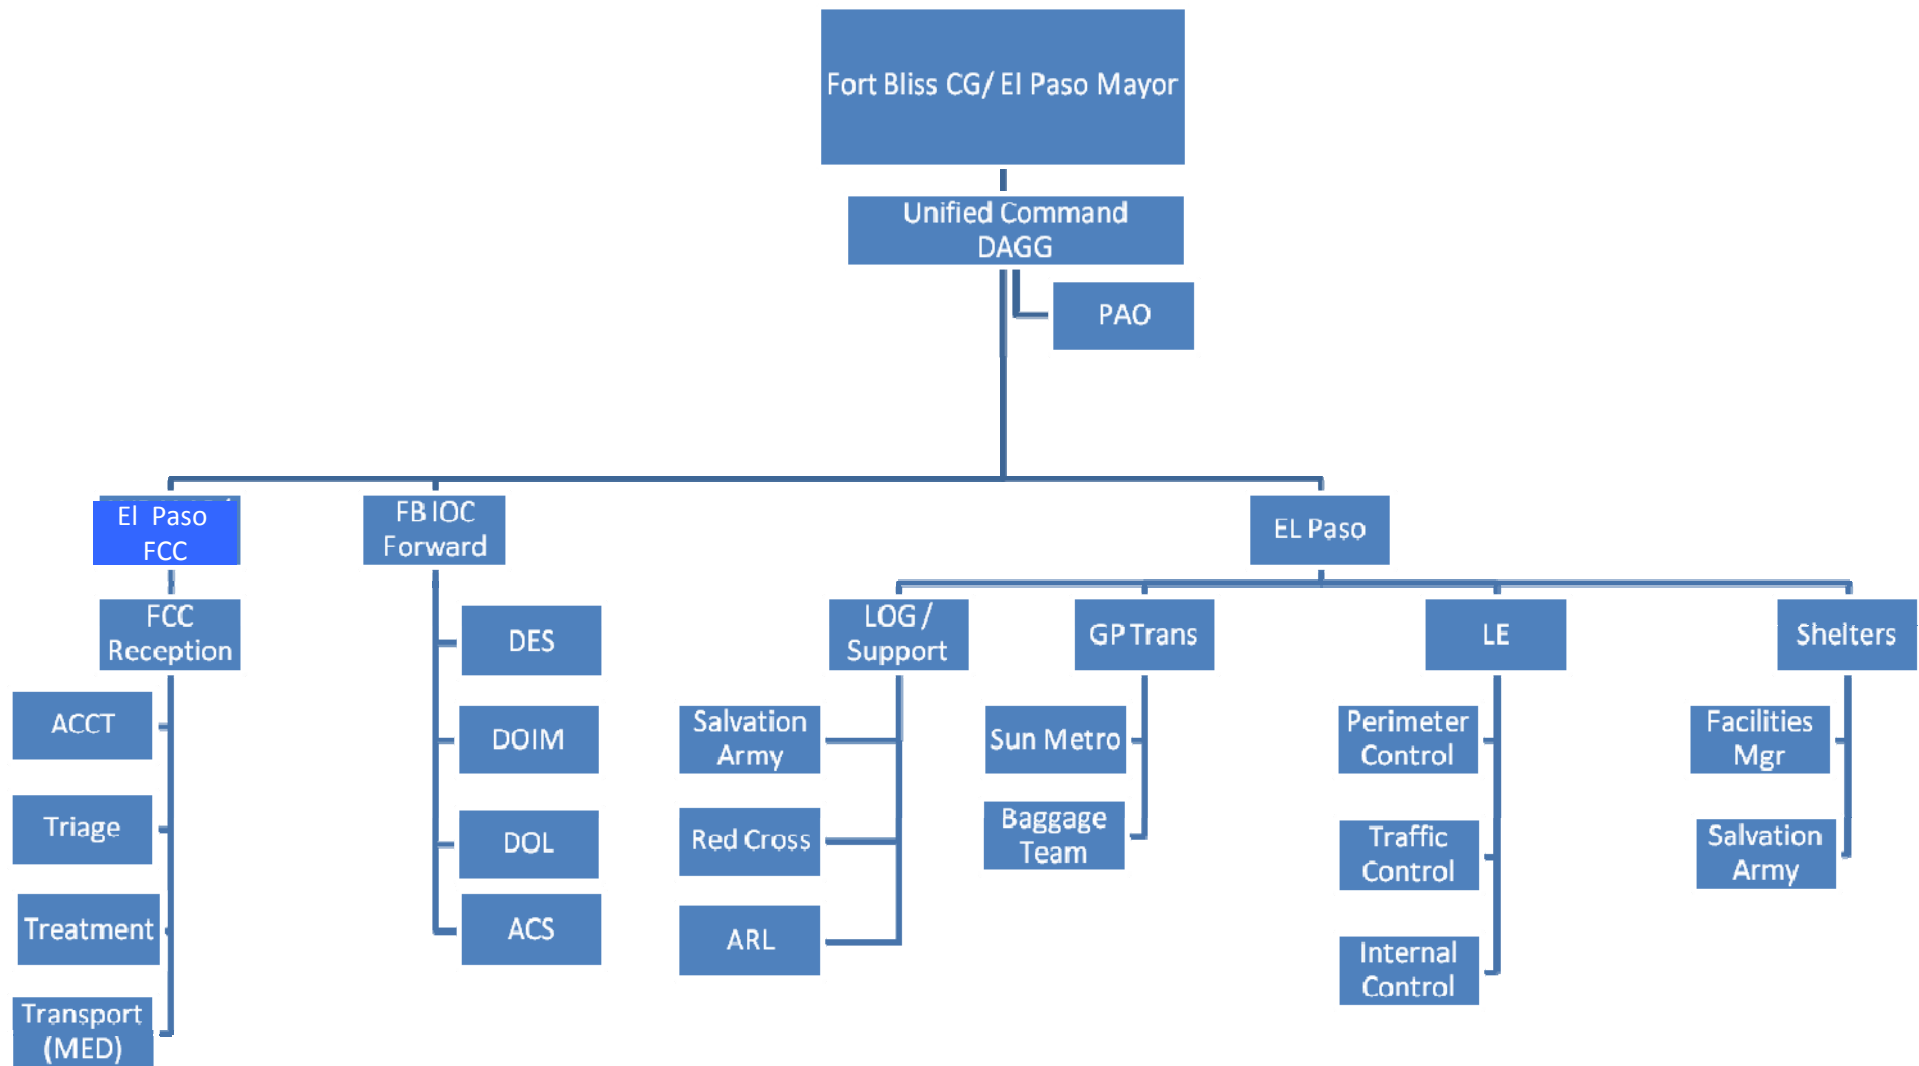 Fort Bliss CG/ El Paso Mayor
Unified Command
DAGG
PAO
El Paso
FCC
FB IOC
Forward
EL Paso
FCC
Reception
LOG /
Support
GP Trans
LE
Shelters
ACCT
Triage
Treatment
Transport
(MED)
DES
DOIM
DOL
ACS
Salvation
Army
Red Cross
ARL
Sun Metro
Baggage
Team
Perimeter
Control
Traffic
Control
Internal
Control
Facilities
Mgr
Salvation
Army